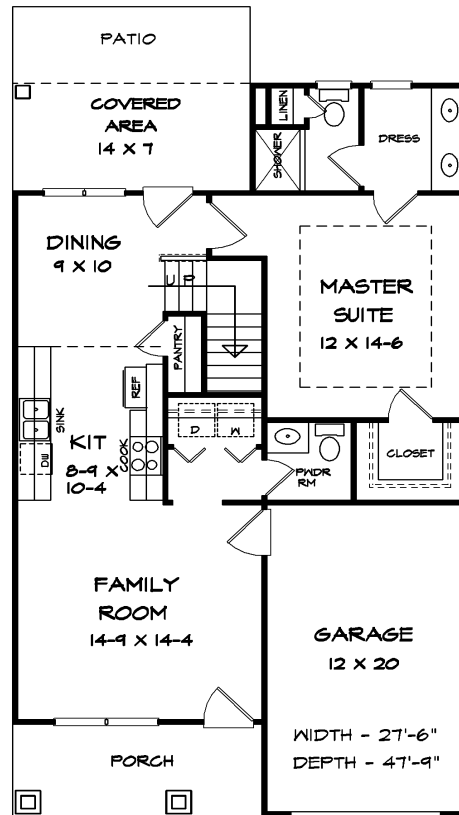 PATIO
COVERED
AREA
14 X 7
LINEN
SHOWER
DRESS
DINING
9 X 10
UP
MASTER
SUITE
12 X 14-6
PANTRY
REF
SINK
DW
KIT
8-9 X
10-4
COOK
D
W
PWDR
RM
CLOSET
FAMILY
ROOM
14-9 X 14-4
GARAGE
12 X 20
WIDTH - 27'-6"
DEPTH - 47'-9"
PORCH